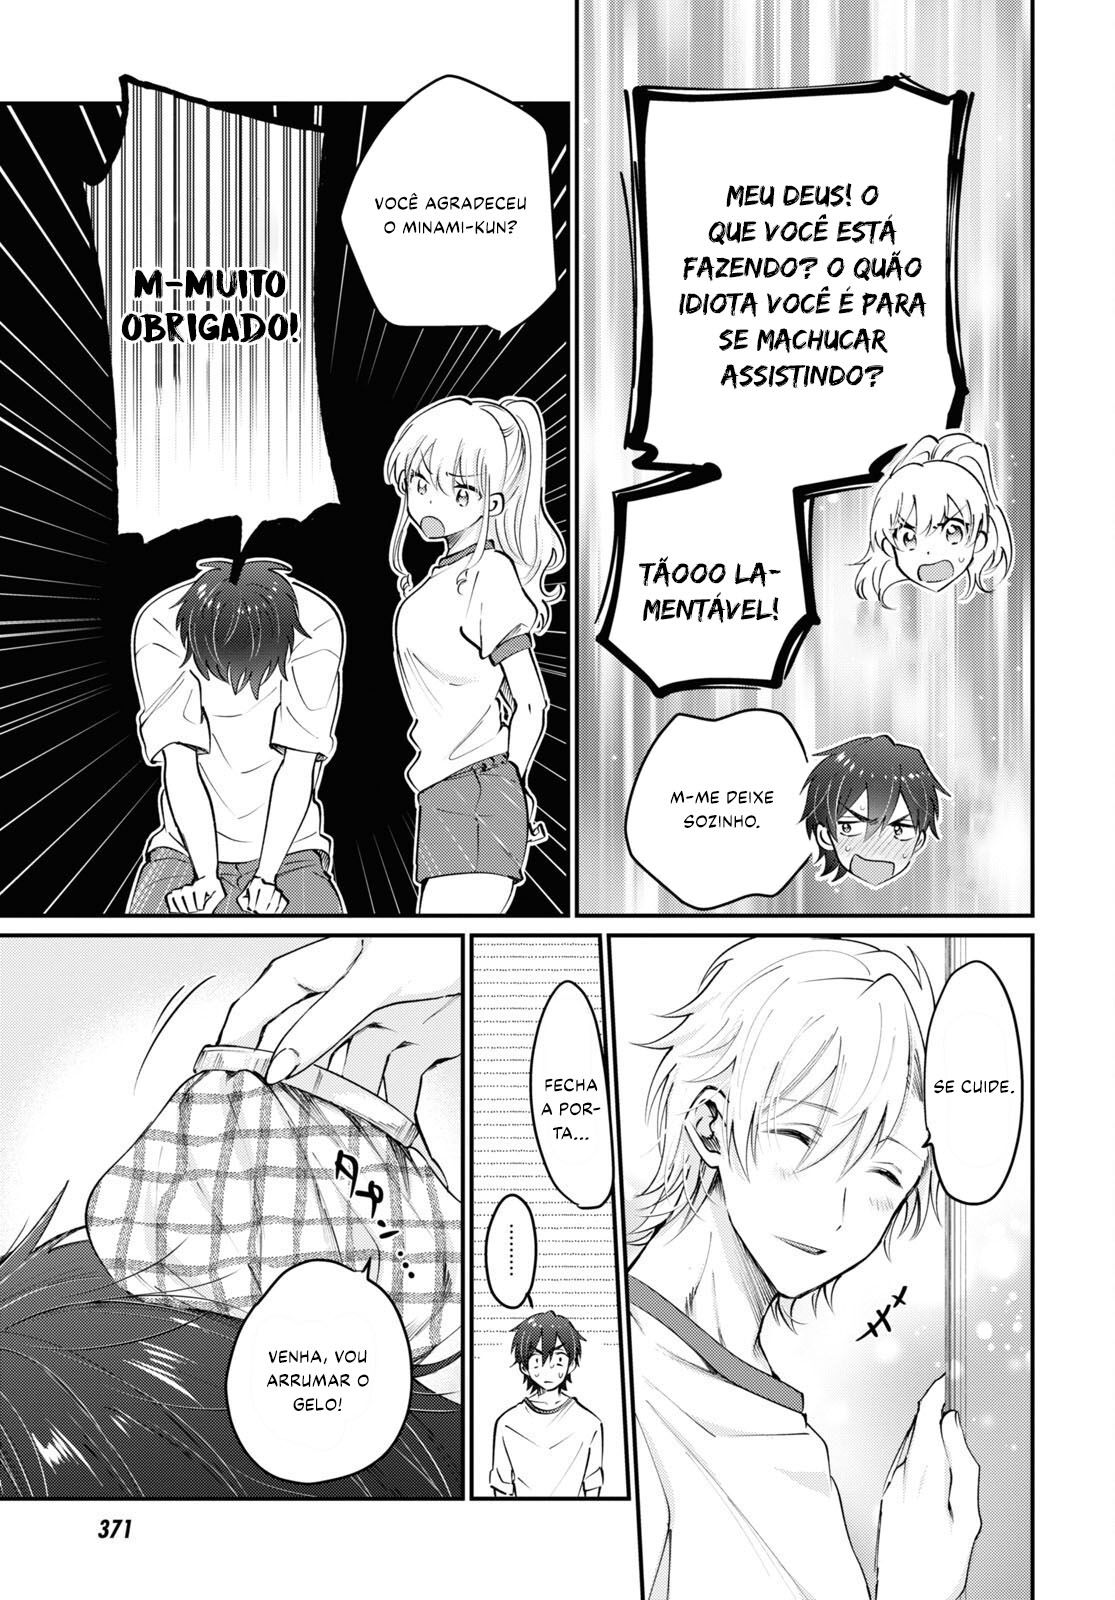 MEU DEUS! O
QUE VOCÊ ESTÁ
FAZENDO? O QUÃO
IDIOTA VOCÊ É PARA
SE MACHUCAR
ASSISTINDO?
TÃOOO LA-
MENTÁVEL!
M-ME DEIXE
SOZINHO.
VOCÊ AGRADECEU
O MINAMI-KUN?
M-MUITO
OBRIGADO!
SE CUIDE.
FECHA
A POR-
TA...
.........
VENHA, VOU
ARRUMAR O
GELO!
371